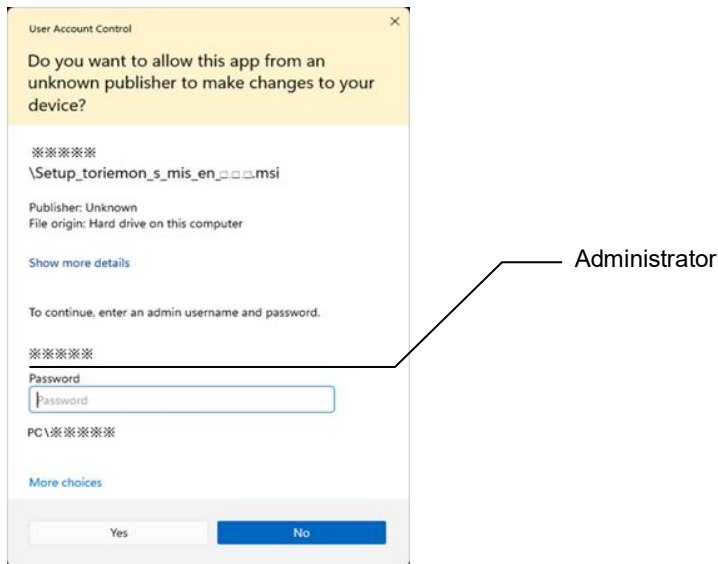 User Account Control
Do you want to allow this app from an
unknown publisher to make changes to your
device?
※※※※※
\Setup_toriemon_s_mis_en_□.□.□.msi
Publisher: Unknown
File origin: Hard drive on this computer
Show more details
Administrator
To continue, enter an admin username and password.
※※※※※
Password
Password
PC\※※※※※
More choices
Yes
No